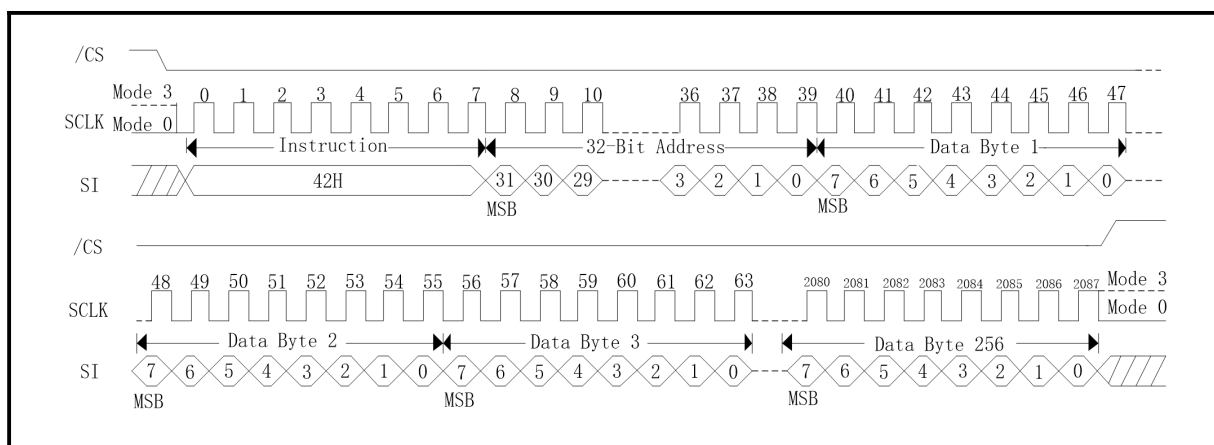 /CS
Mode 3 0 1 2 3 4 5 6 7 8 9 10 36 37 38 39 40 41 42 43 44 45 46 47
SCLK Mode 0
Instruction 32-Bit Address Data Byte 1
SI 42H 31 30 29 3 2 1 0 7 6 5 4 3 2 1 0
MSB MSB
/CS
48 49 50 51 52 53 54 55 56 57 58 59 60 61 62 63 2080 2081 2082 2083 2084 2085 2086 2087 Mode 3
SCLK Mode 0
Data Byte 2 Data Byte 3 Data Byte 256
SI 7 6 5 4 3 2 1 0 7 6 5 4 3 2 1 0 7 6 5 4 3 2 1 0
MSB MSB MSB